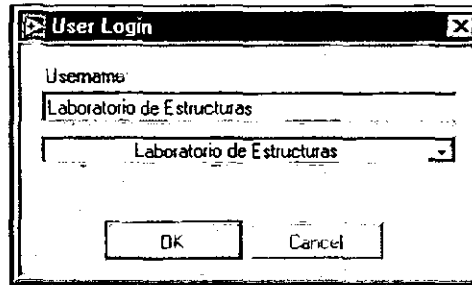 User Login
Username:
Laboratorio de Estructuras
Laboratorio de Estructuras
OK Cancel